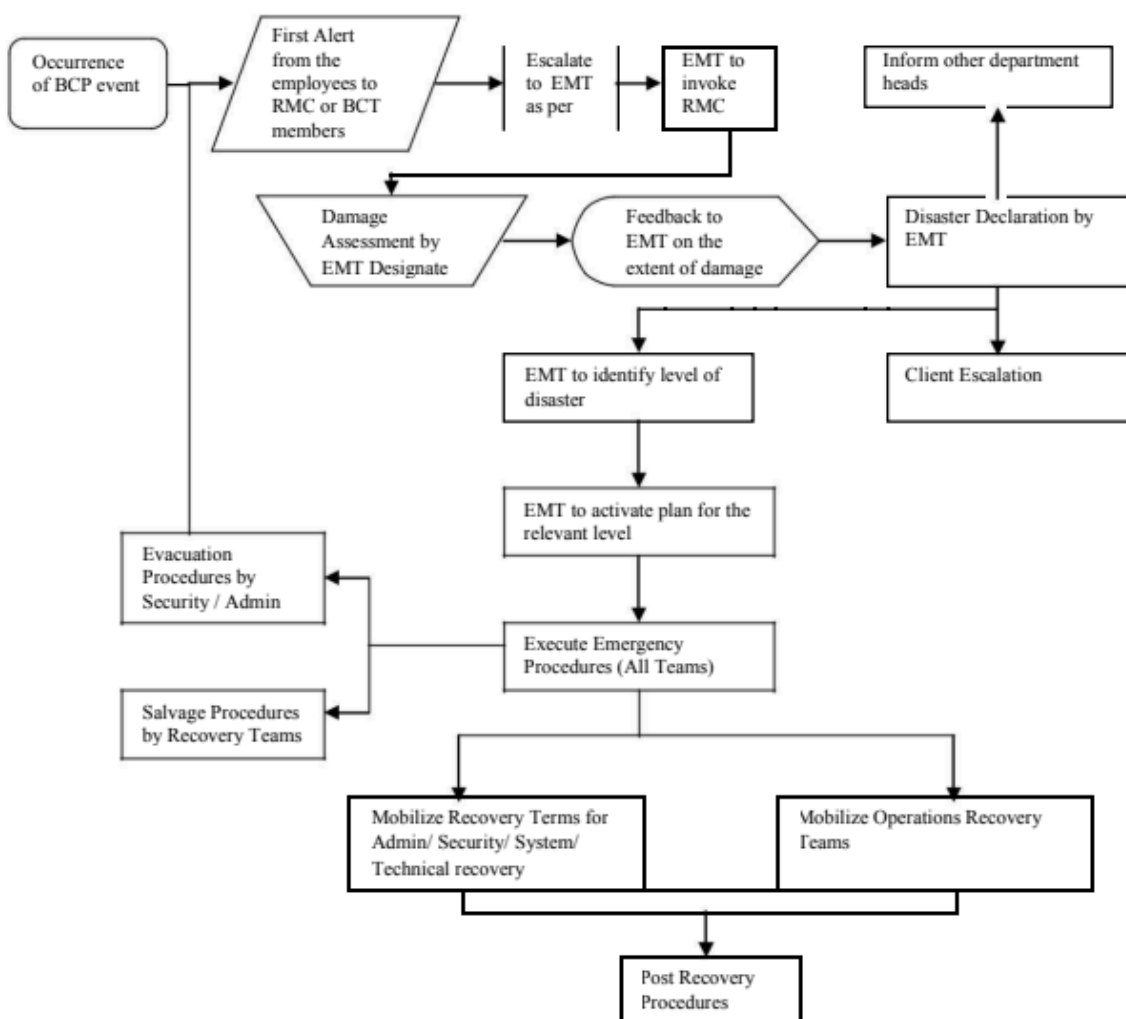 Occurrence
of BCP event
First Alert
from the
employees to
RMC or BCT
members
Escalate
to EMT
as per
EMT to
invoke
RMC
Inform other department
heads
Damage
Assessment by
EMT Designate
Feedback to
EMT on the
extent of damage
Disaster Declaration by
EMT
EMT to identify level of
disaster
Client Escalation
EMT to activate plan for the
relevant level
Evacuation
Procedures by
Security / Admin
Execute Emergency
Procedures (All Teams)
Salvage Procedures
by Recovery Teams
Mobilize Recovery Terms for
Admin/ Security/ System/
Technical recovery
Mobilize Operations Recovery
Teams
Post Recovery
Procedures